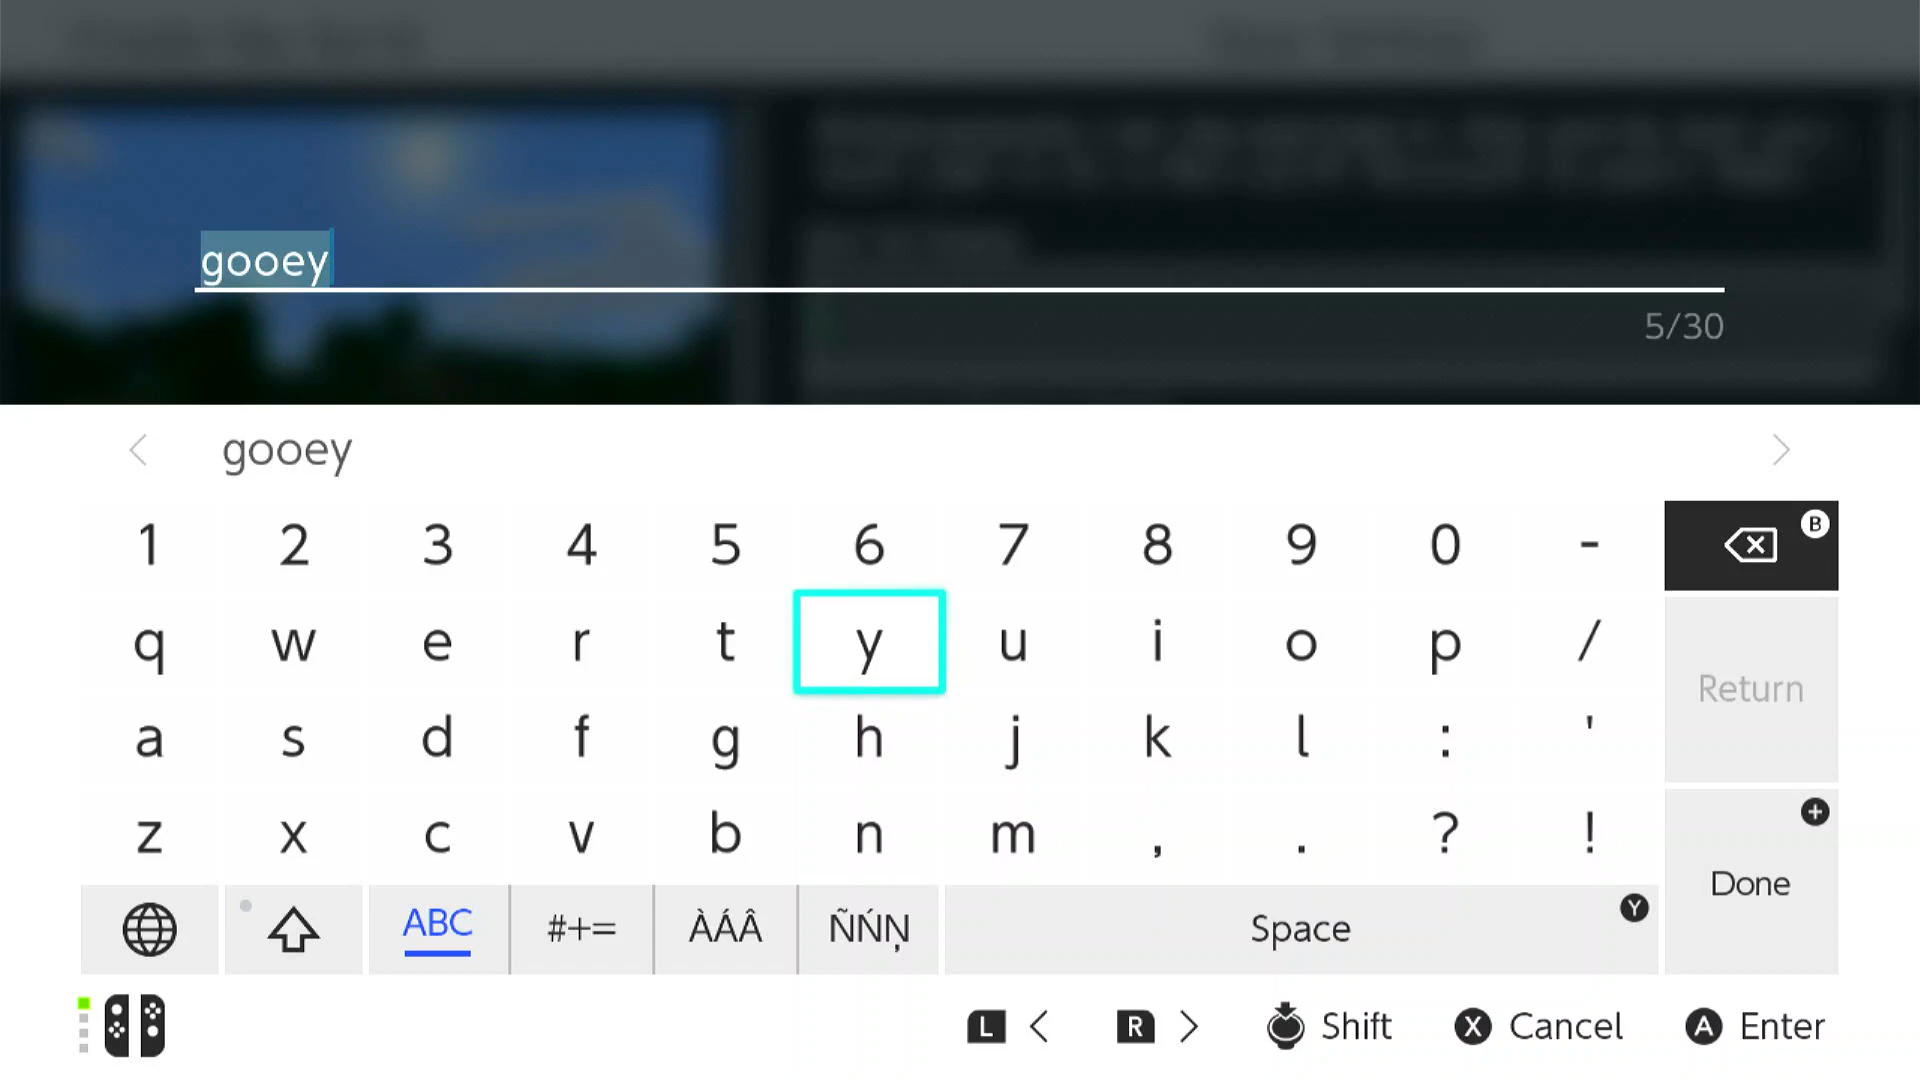 gooey
5/30
< gooey >
1 2 3 4 5 6 7 8 9 0 - B
q w e r t y u i o p / Return
a s d f g h j k l : '
z x c v b n m , . ? ! + Done
ABC #+= ÀÁÂ ÑŃŅ Space Y
L < R > Shift X Cancel A Enter